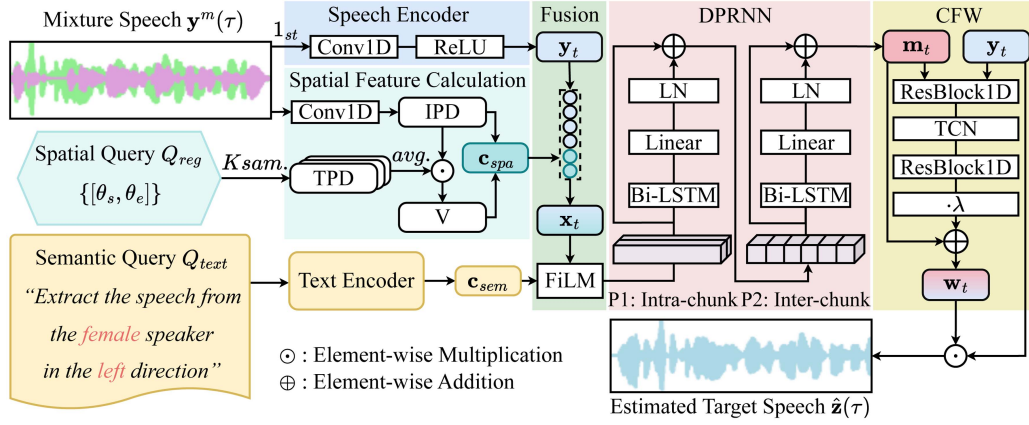 Mixture Speech y^m(τ)
1_st
Speech Encoder
Conv1D
ReLU
Spatial Feature Calculation
Conv1D
IPD
Spatial Query Q_reg
{[θ_s, θ_e]}
Ksam.
TPD
avg.
⊙
V
c_spa
Semantic Query Q_text
“Extract the speech from
the female speaker
in the left direction”
Text Encoder
c_sem
⊙ : Element-wise Multiplication
⊕ : Element-wise Addition
Fusion
y_t
x_t
FiLM
DPRNN
LN
Linear
Bi-LSTM
P1: Intra-chunk
LN
Linear
Bi-LSTM
P2: Inter-chunk
CFW
m_t
y_t
ResBlock1D
TCN
ResBlock1D
·λ
w_t
Estimated Target Speech ẑ(τ)